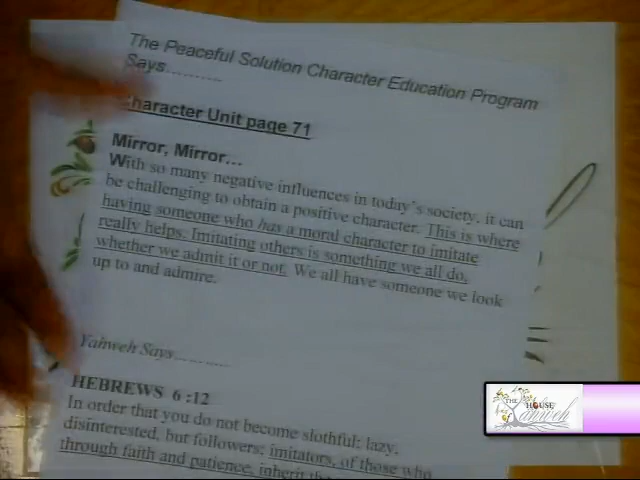 The Peaceful Solution Character Education Program
Says..........
Character Unit page 71
Mirror, Mirror...
With so many negative influences in today's society, it can
be challenging to obtain a positive character. This is where
having someone who has a moral character to imitate
really helps. Imitating others is something we all do,
whether we admit it or not. We all have someone we look
up to and admire.
Yahweh Says..........
HEBREWS 6 :12
In order that you do not become slothful; lazy,
disinterested, but followers; imitators, of those who
through faith and patience, inherit the
THE HOUSE
Yahweh